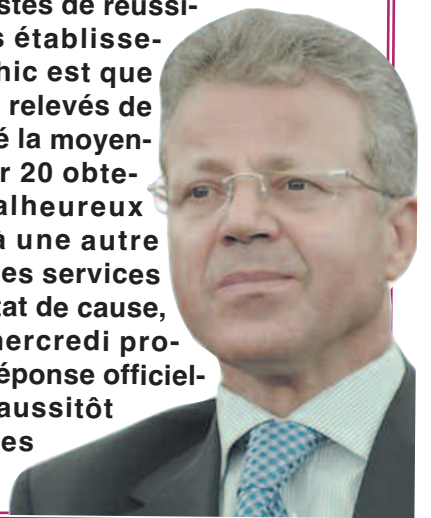 stes de réussi-
s établisse-
hic est que
relevés de
é la moyen-
r 20 obte-
alheureux
à une autre
es services
tat de cause,
ercredi pro-
éponse officiel-
aussitôt
es